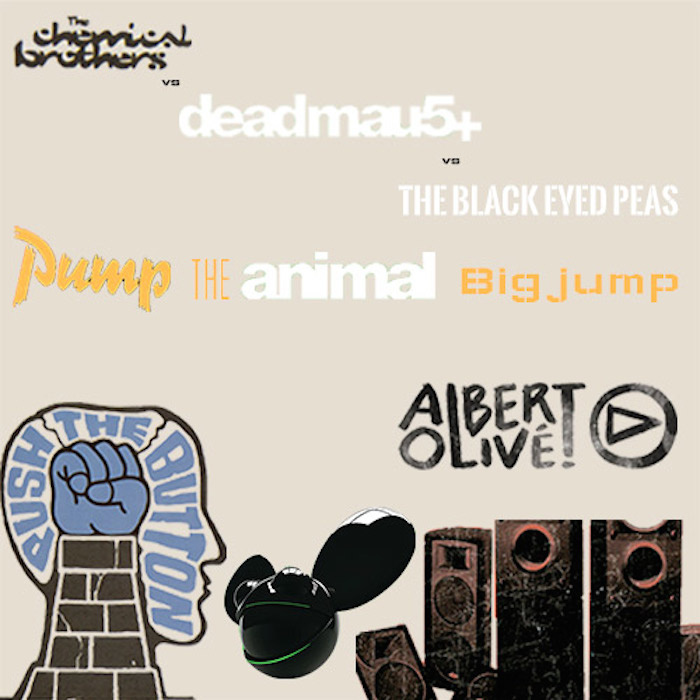 The
chemical
brothers
vs
deadmau5+
vs
THE BLACK EYED PEAS
Pump THE animal Big jump
ALBERT
OLIVÉ!
PUSH THE BUTTON